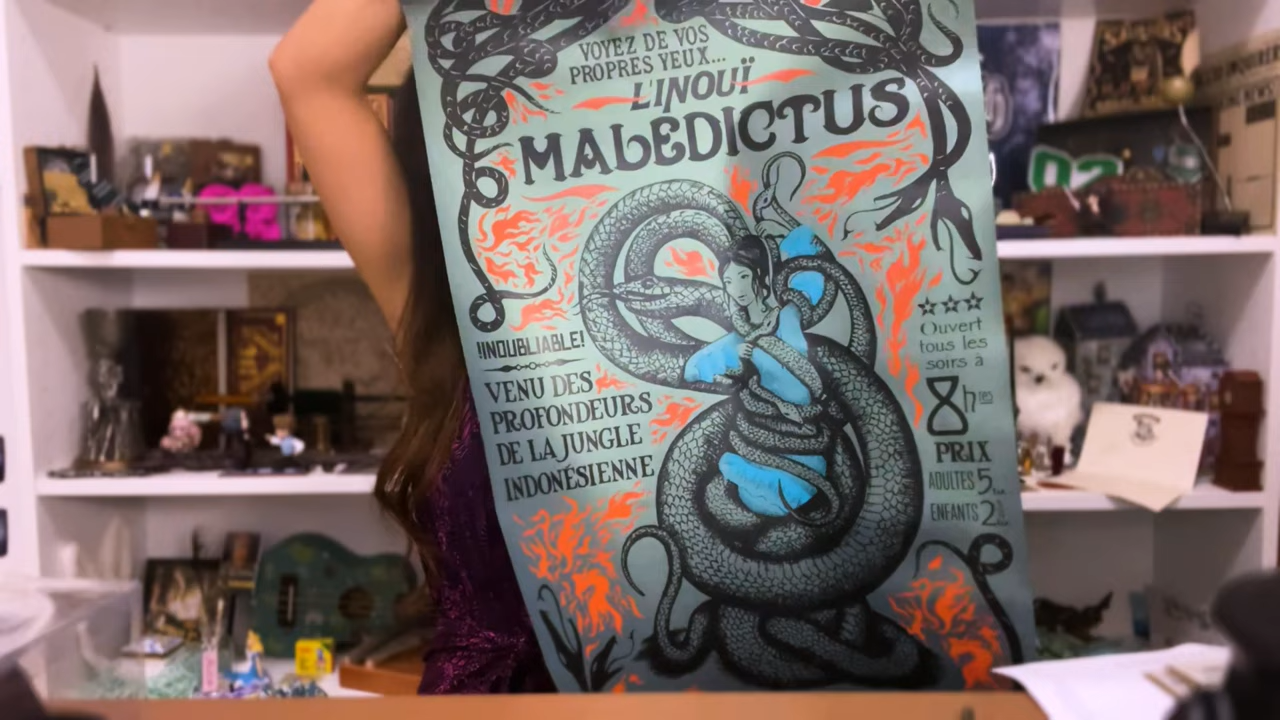 VOYEZ DE VOS
PROPRES YEUX...
L'INOUÏ
MALEDICTUS
!INOUBLIABLE!
VENU DES
PROFONDEURS
DE LA JUNGLE
INDONÉSIENNE
Ouvert
tous les
soirs à
8h
PRIX
ADULTES 5
ENFANTS 2